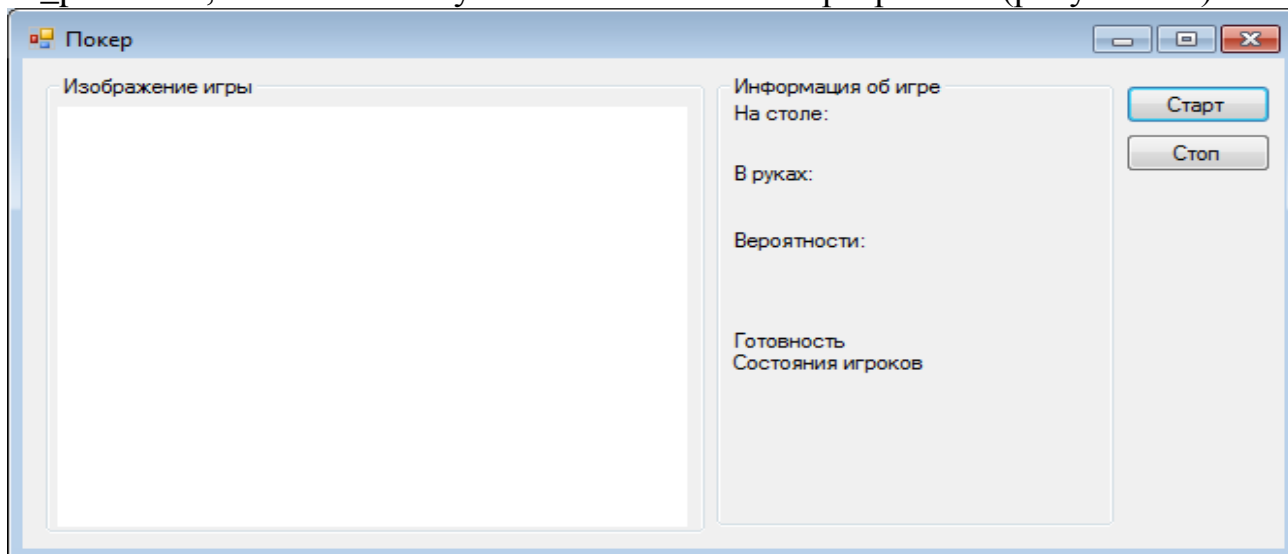 Покер
Изображение игры
Информация об игре
На столе:
В руках:
Вероятности:
Готовность
Состояния игроков
Старт
Стоп